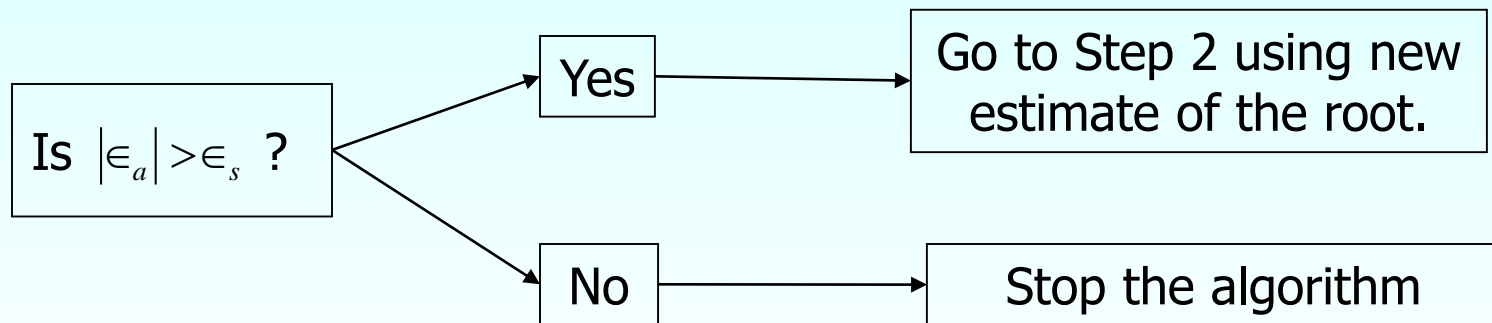 Is |∈a| >∈s ?
Yes
Go to Step 2 using new
estimate of the root.
No
Stop the algorithm